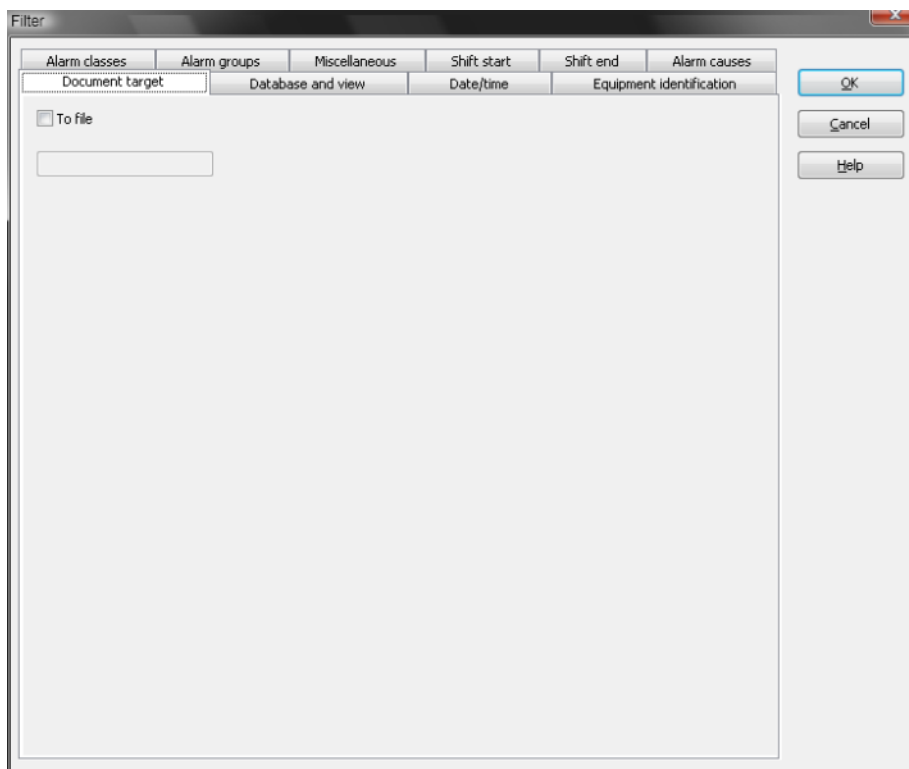 Filter
Alarm classes Alarm groups Miscellaneous Shift start Shift end Alarm causes
Document target Database and view Date/time Equipment identification
OK
To file
Cancel
Help